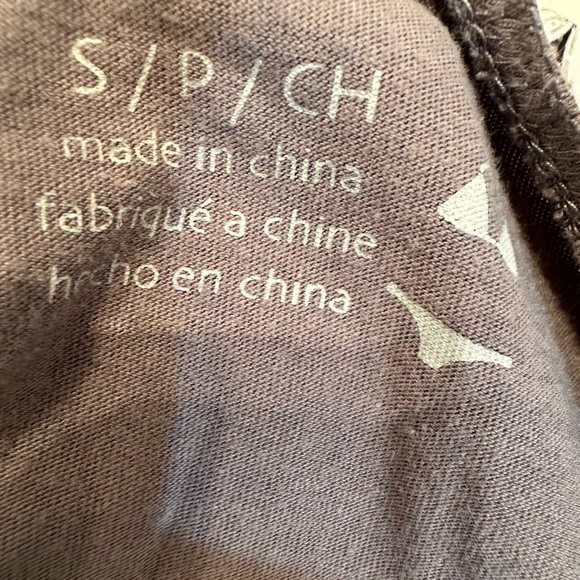 S / P / CH
made in china
fabriqué a chine
hecho en china